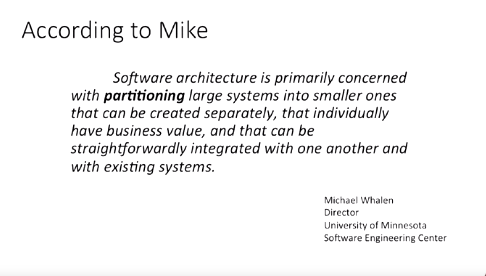 According to Mike
Software architecture is primarily concerned
with partitioning large systems into smaller ones
that can be created separately, that individually
have business value, and that can be
straightforwardly integrated with one another and
with existing systems.
Michael Whalen
Director
University of Minnesota
Software Engineering Center